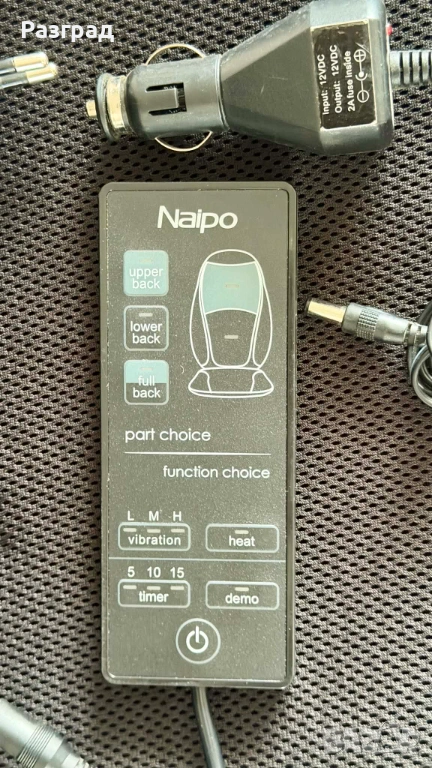 Разград
Input: 12VDC
Output: 12VDC
2A fuse inside
Naipo
upper
back
lower
back
full
back
part choice
function choice
L M H
vibration
heat
5 10 15
timer
demo